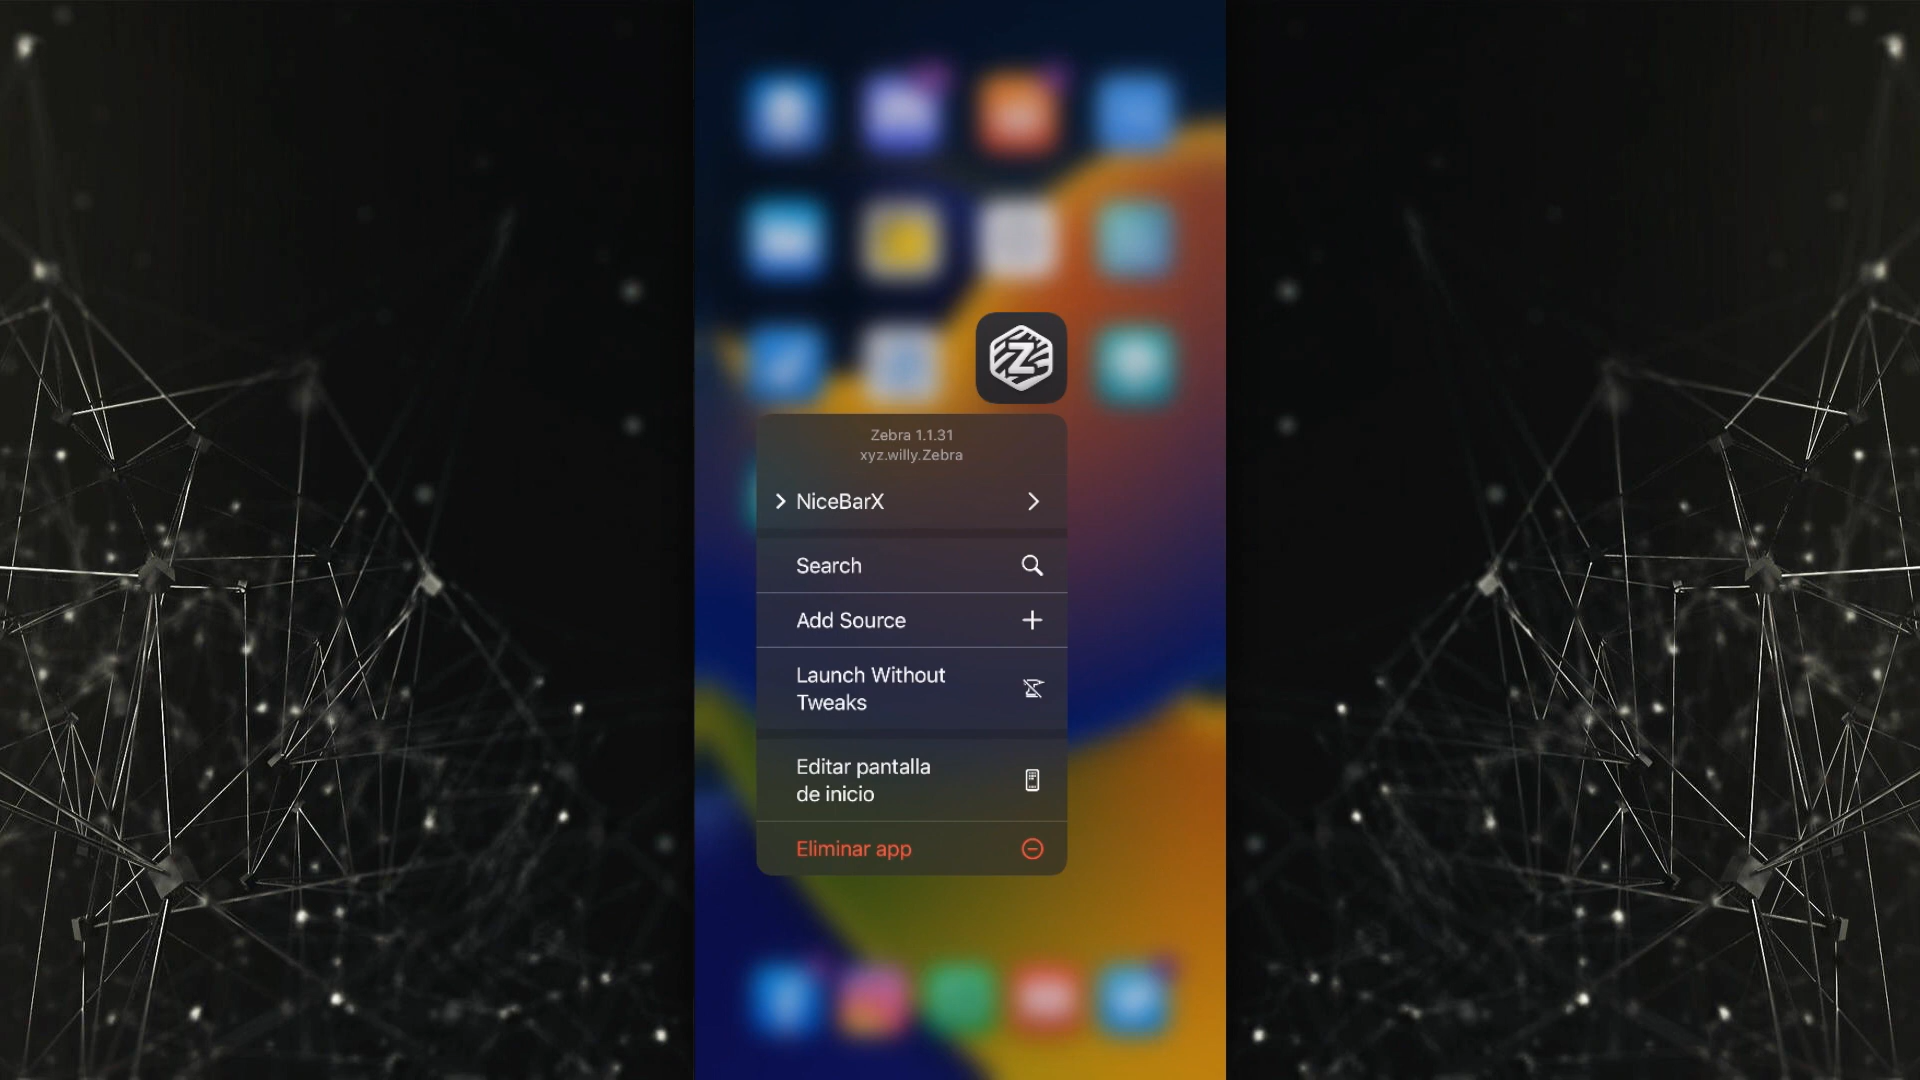 Z
Zebra 1.1.31
xyz.willy.Zebra
NiceBarX
Search
Add Source
Launch Without
Tweaks
Editar pantalla
de inicio
Eliminar app